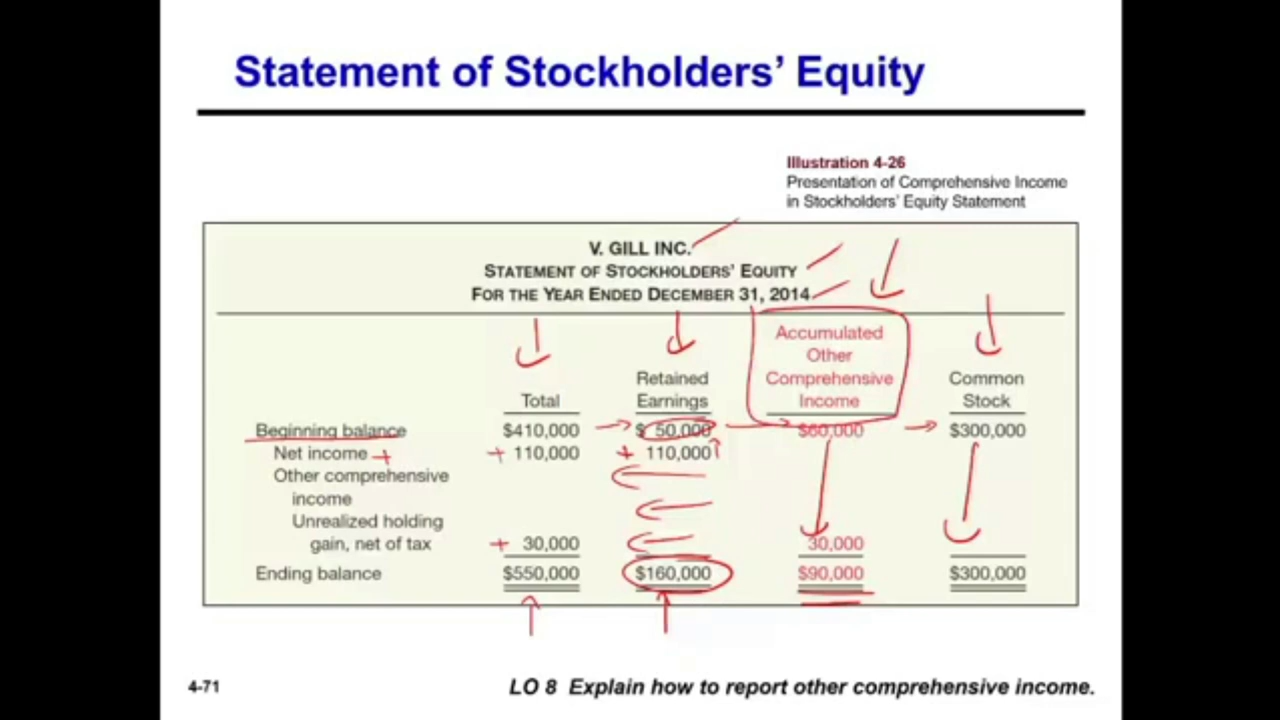 Statement of Stockholders' Equity
Illustration 4-26
Presentation of Comprehensive Income
in Stockholders' Equity Statement
V. GILL INC.
STATEMENT OF STOCKHOLDERS' EQUITY
FOR THE YEAR ENDED DECEMBER 31, 2014
Accumulated
Other
Retained Comprehensive Common
Total Earnings Income Stock
Beginning balance $410,000 $ 50,000 $60,000 $300,000
Net income + + 110,000 + 110,000
Other comprehensive
income
Unrealized holding
gain, net of tax + 30,000 30,000
Ending balance $550,000 $160,000 $90,000 $300,000
4-71 LO 8 Explain how to report other comprehensive income.